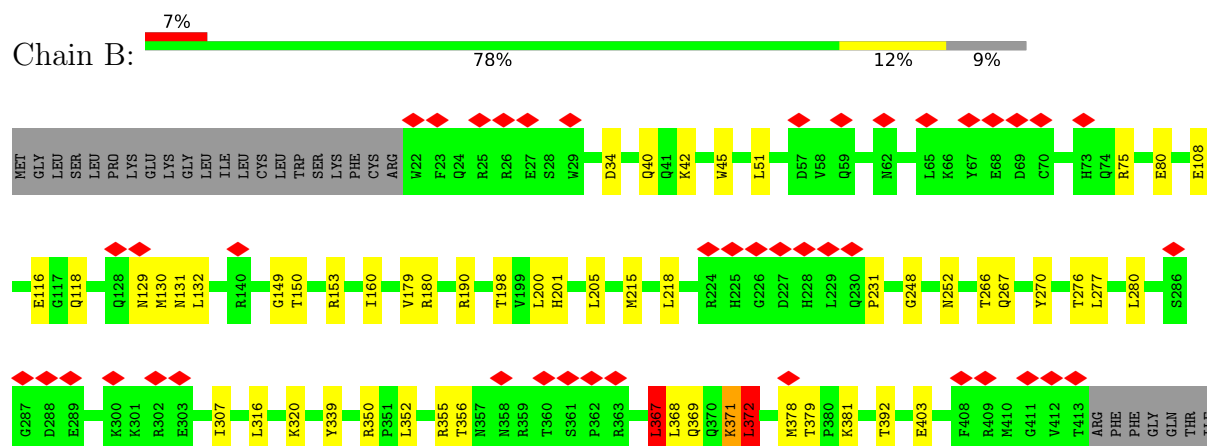 7%
Chain B:
78% 12% 9%
MET GLY LEU SER LEU PRO LYS GLU LYS GLY LEU ILE LEU CYS LEU TRP SER LYS PHE CYS ARG W22 F23 Q24 R25 R26 E27 S28 W29 D34 Q40 Q41 K42 W45 L51 D57 V58 Q59 N62 L65 K66 Y67 E68 D69 C70 H73 Q74 R75 E80 E108
E116 G117 Q118 Q128 N129 M130 N131 L132 R140 G149 T150 R153 I160 V179 R180 R190 T198 V199 L200 H201 L205 M215 L218 R224 H225 G226 D227 H228 L229 Q230 P231 G248 N252 T266 Q267 Y270 T276 L277 L280 S286
G287 D288 E289 K300 K301 R302 E303 I307 L316 K320 Y339 R350 P351 L352 R355 T356 N357 N358 R359 T360 S361 P362 R363 L367 L368 Q369 Q370 K371 L372 M378 T379 P380 K381 T392 E403 F408 R409 M410 G411 V412 T413 ARG PHE PHE GLY GLN THR